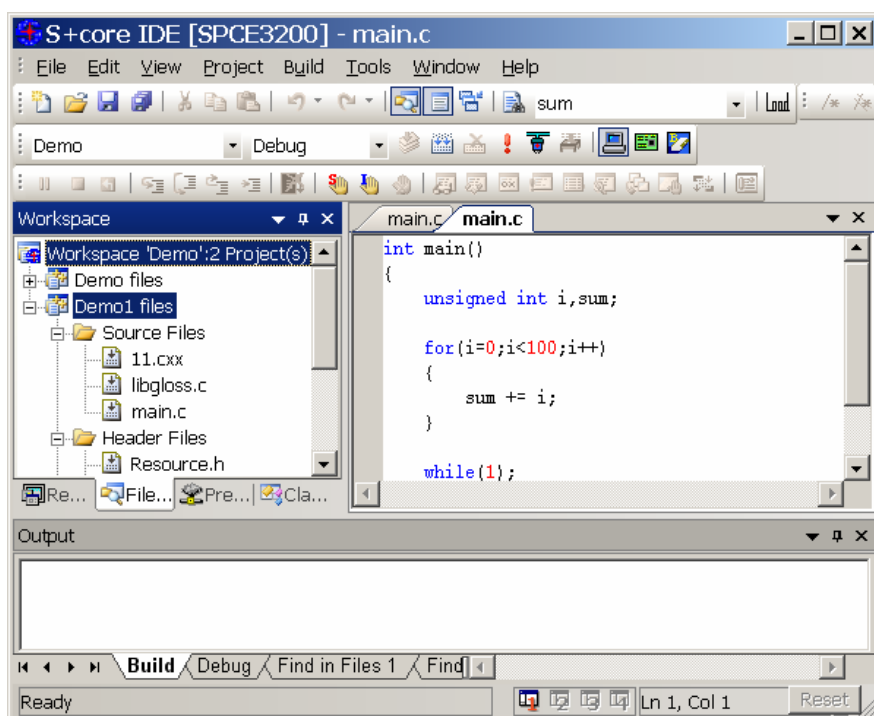 S+core IDE [SPCE3200] - main.c
File Edit View Project Build Tools Window Help
sum Load /*
Demo Debug
Workspace
Workspace 'Demo':2 Project(s)
Demo files
Demo1 files
Source Files
11.cxx
libgloss.c
main.c
Header Files
Resource.h
Re... File... Pre... Cla...
main.c main.c
int main()
{
unsigned int i,sum;
for(i=0;i<100;i++)
{
sum += i;
}
while(1);
Output
Build Debug Find in Files 1 Find
Ready Ln 1, Col 1 Reset